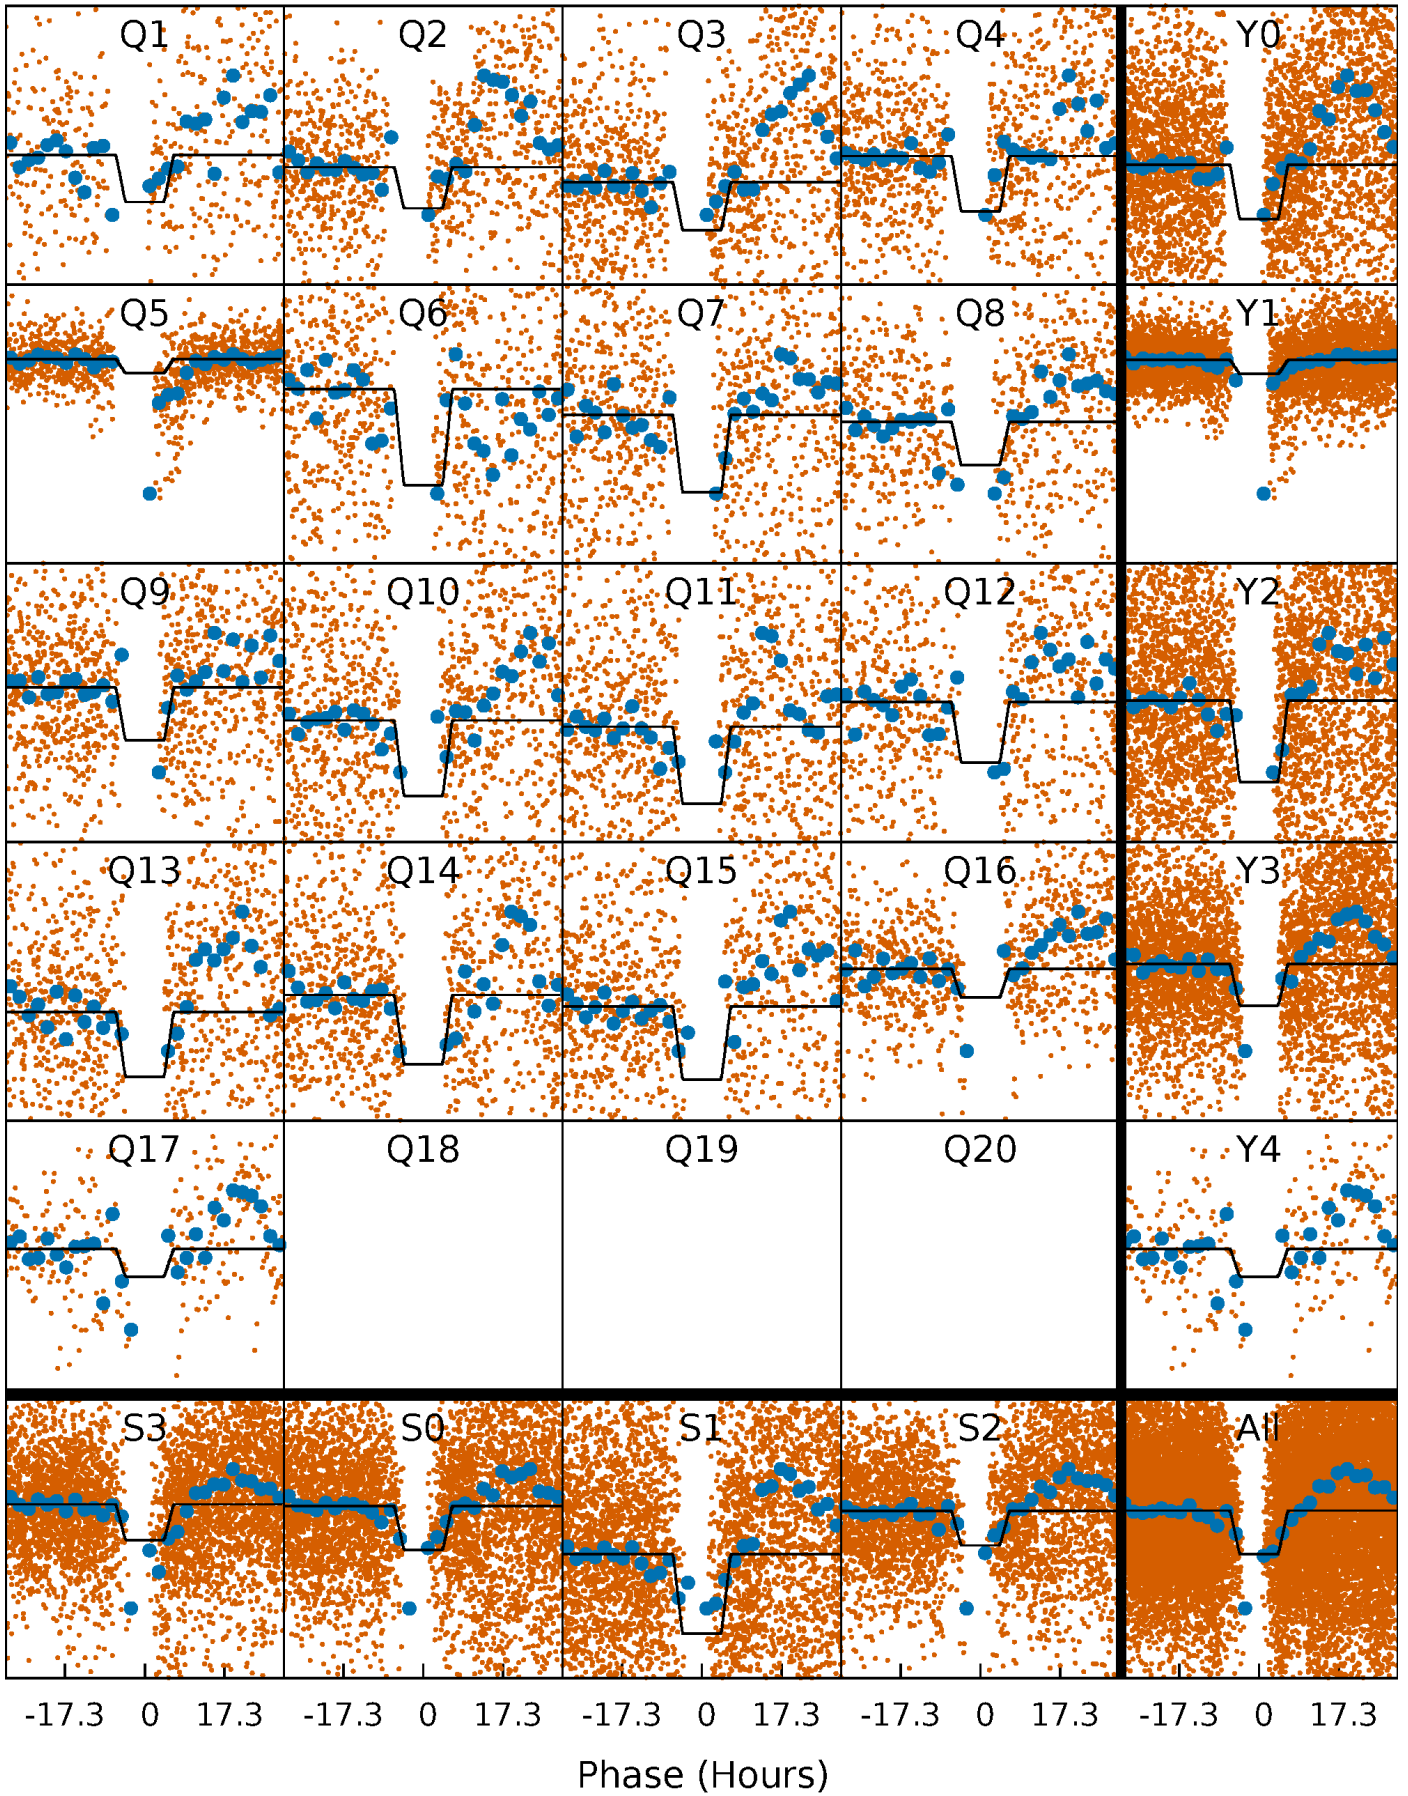 Q1 Q2 Q3 Q4 Y0
Q5 Q6 Q7 Q8 Y1
Q9 Q10 Q11 Q12 Y2
Q13 Q14 Q15 Q16 Y3
Q17 Q18 Q19 Q20 Y4
S3 S0 S1 S2 All
-17.3 0 17.3 -17.3 0 17.3 -17.3 0 17.3 -17.3 0 17.3 -17.3 0 17.3
Phase (Hours)